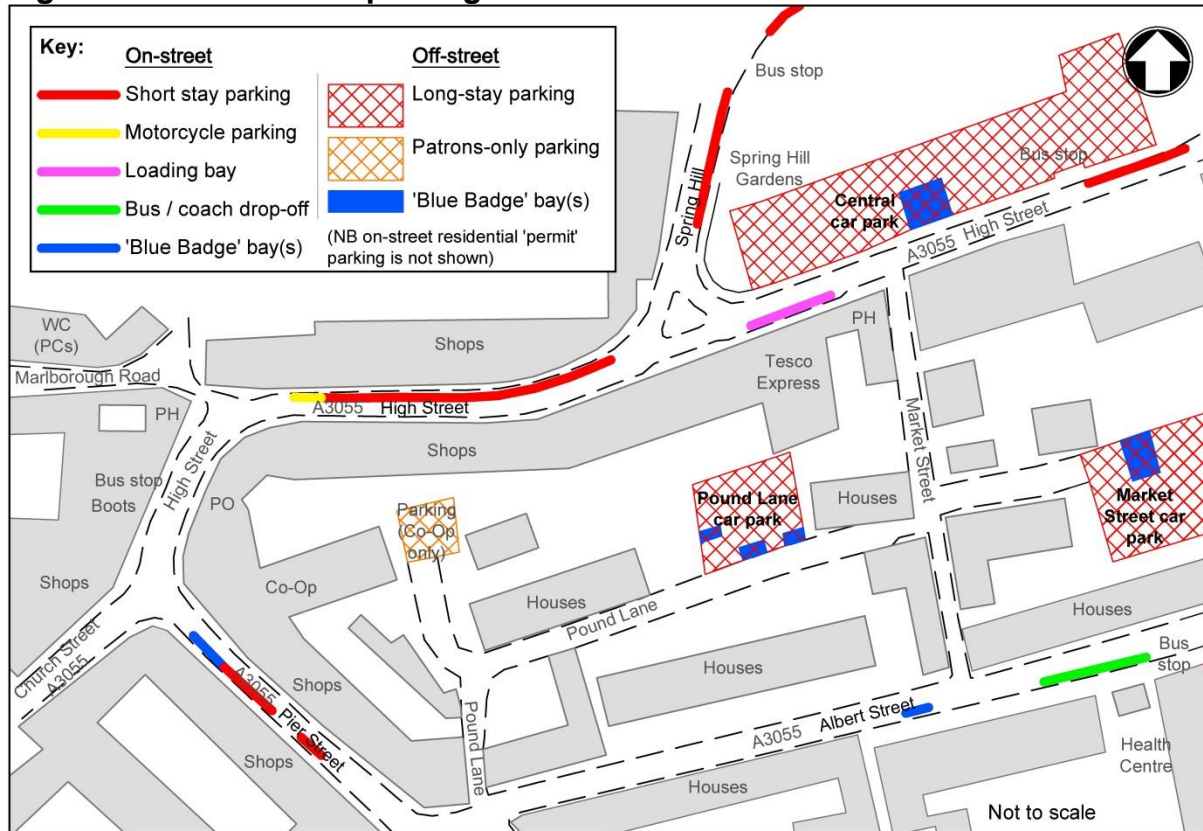 Key:
On-street
Short stay parking
Motorcycle parking
Loading bay
Bus / coach drop-off
'Blue Badge' bay(s)
Off-street
Long-stay parking
Patrons-only parking
'Blue Badge' bay(s)
(NB on-street residential 'permit'
parking is not shown)
Bus stop
Spring Hill
Spring Hill
Gardens
Bus stop
Central
car park
A3055 High Street
WC
(PCs)
Marlborough Road
Shops
PH
A3055 High Street
PH
Tesco
Express
Market Street
High Street
Shops
Bus stop
Boots
PO
Parking
(Co-Op
only)
Pound Lane
car park
Houses
Market
Street car
park
Shops
Co-Op
Houses
Pound Lane
Houses
Church Street
A3055
A3055
Pier Street
Shops
Shops
Pound Lane
Houses
Bus
stop
A3055 Albert Street
Houses
Health
Centre
Not to scale